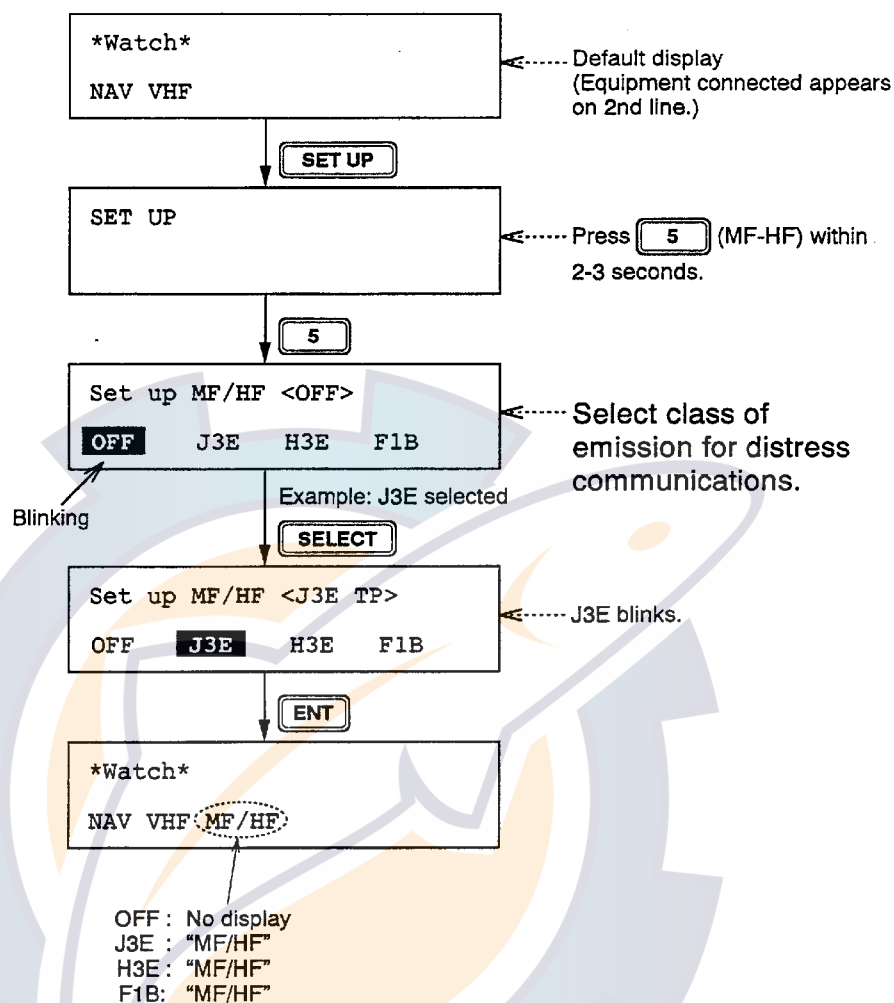 *Watch*
NAV VHF
Default display
(Equipment connected appears
on 2nd line.)
SET UP
SET UP
Press 5 (MF-HF) within
2-3 seconds.
5
Set up MF/HF <OFF>
OFF J3E H3E F1B
Select class of
emission for distress
communications.
Blinking
Example: J3E selected
SELECT
Set up MF/HF <J3E TP>
OFF J3E H3E F1B
J3E blinks.
ENT
*Watch*
NAV VHF MF/HF
OFF : No display
J3E : “MF/HF”
H3E : “MF/HF”
F1B: “MF/HF”